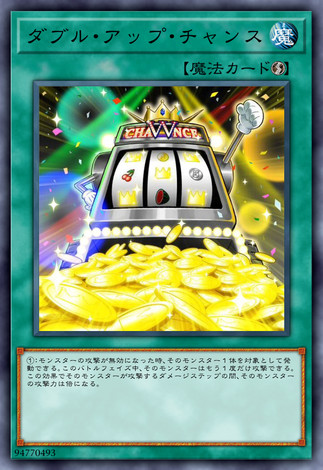 ダブル・アップ・チャンス
魔
【魔法カード】
CHAWNCE
①:モンスターの攻撃が無効になった時、そのモンスター1体を対象として発
動できる。このバトルフェイズ中、そのモンスターはもう1度だけ攻撃できる。
この効果でそのモンスターが攻撃するダメージステップの間、そのモンスター
の攻撃力は倍になる。
94770493